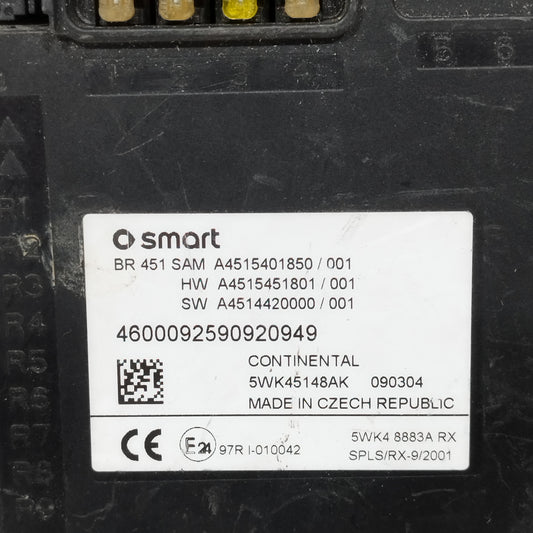 smart
BR 451 SAM A4515401850 / 001
HW A4515451801 / 001
SW A4514420000 / 001
4600092590920949
CONTINENTAL
5WK45148AK 090304
MADE IN CZECH REPUBLIC
CE E24 97R I-010042
5WK4 8883A RX
SPLS/RX-9/2001
R1
R3
R4
R5
R6
R7
R8